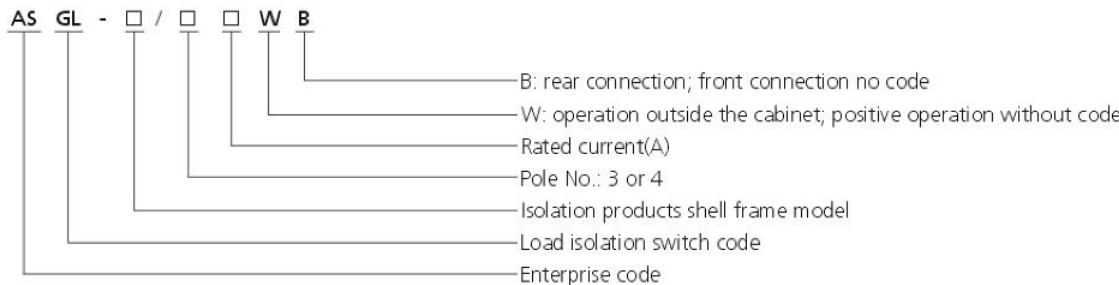 AS GL - □ / □ □ W B
B: rear connection; front connection no code
W: operation outside the cabinet; positive operation without code
Rated current(A)
Pole No.: 3 or 4
Isolation products shell frame model
Load isolation switch code
Enterprise code